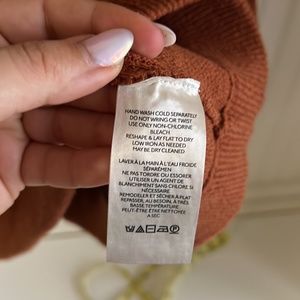 HAND WASH COLD SEPARATELY
DO NOT WRING OR TWIST
USE ONLY NON-CHLORINE
BLEACH
RESHAPE & LAY FLAT TO DRY
LOW IRON AS NEEDED
MAY BE DRY CLEANED
LAVER À LA MAIN À L'EAU FROIDE
SÉPARÉMEN
NE PAS TORDRE OU ESSORER
UTILISER UN AGENT DE
BLANCHIMENT SANS CHLORE, SI
NÉCESSAIRE
REMODELER ET SÉCHER À PLAT
REPASSER, AU BESOIN, À
BASSE TEMPÉRATURE
PEUT-ÊTRE ÊTRE NETTOYÉE
A SEC